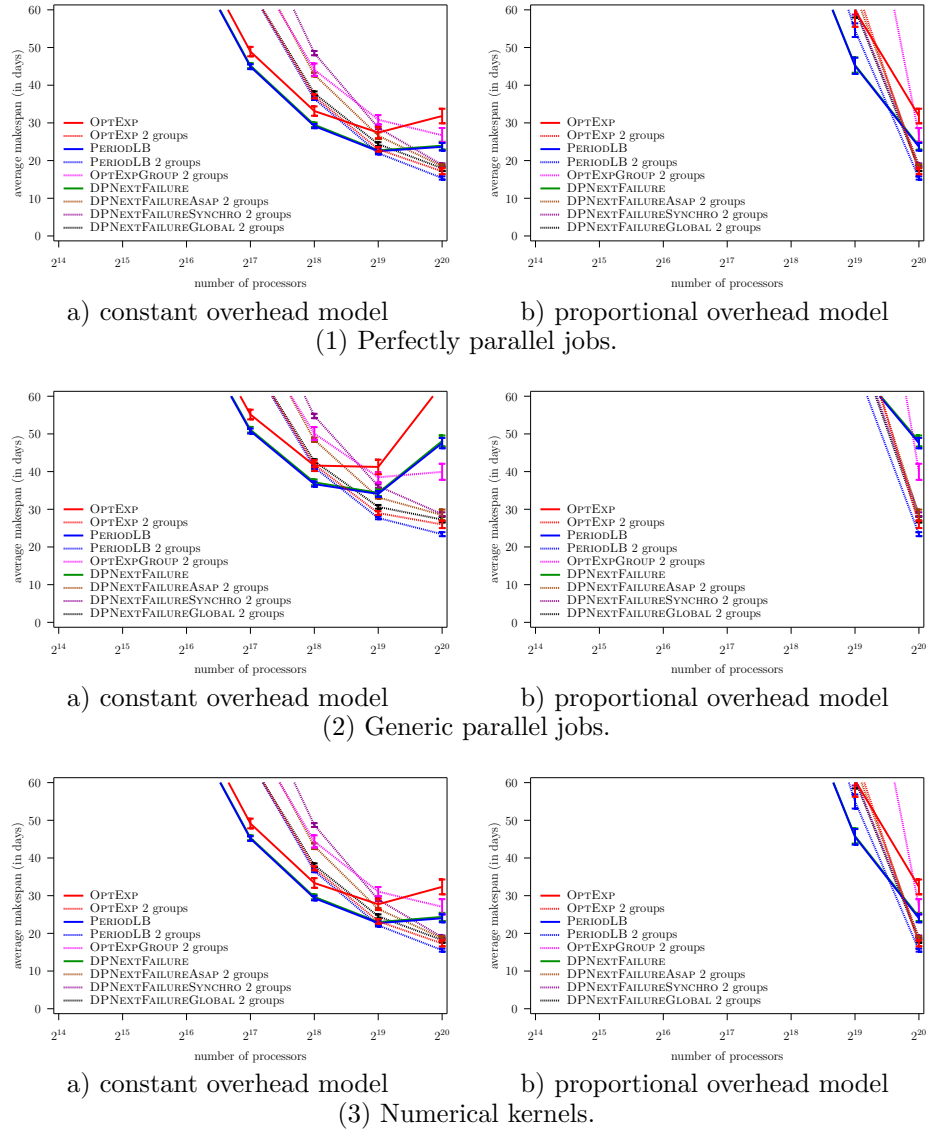 average makespan (in days)
60
50
40
30
20
10
0
OptExp
OptExp 2 groups
PeriodLB
PeriodLB 2 groups
OptExpGroup 2 groups
DPNextFailure
DPNextFailureAsap 2 groups
DPNextFailureSynchro 2 groups
DPNextFailureGlobal 2 groups
2^14 2^15 2^16 2^17 2^18 2^19 2^20
number of processors
a) constant overhead model
average makespan (in days)
60
50
40
30
20
10
0
OptExp
OptExp 2 groups
PeriodLB
PeriodLB 2 groups
OptExpGroup 2 groups
DPNextFailure
DPNextFailureAsap 2 groups
DPNextFailureSynchro 2 groups
DPNextFailureGlobal 2 groups
2^14 2^15 2^16 2^17 2^18 2^19 2^20
number of processors
b) proportional overhead model
(1) Perfectly parallel jobs.
average makespan (in days)
60
50
40
30
20
10
0
OptExp
OptExp 2 groups
PeriodLB
PeriodLB 2 groups
OptExpGroup 2 groups
DPNextFailure
DPNextFailureAsap 2 groups
DPNextFailureSynchro 2 groups
DPNextFailureGlobal 2 groups
2^14 2^15 2^16 2^17 2^18 2^19 2^20
number of processors
a) constant overhead model
average makespan (in days)
60
50
40
30
20
10
0
OptExp
OptExp 2 groups
PeriodLB
PeriodLB 2 groups
OptExpGroup 2 groups
DPNextFailure
DPNextFailureAsap 2 groups
DPNextFailureSynchro 2 groups
DPNextFailureGlobal 2 groups
2^14 2^15 2^16 2^17 2^18 2^19 2^20
number of processors
b) proportional overhead model
(2) Generic parallel jobs.
average makespan (in days)
60
50
40
30
20
10
0
OptExp
OptExp 2 groups
PeriodLB
PeriodLB 2 groups
OptExpGroup 2 groups
DPNextFailure
DPNextFailureAsap 2 groups
DPNextFailureSynchro 2 groups
DPNextFailureGlobal 2 groups
2^14 2^15 2^16 2^17 2^18 2^19 2^20
number of processors
a) constant overhead model
average makespan (in days)
60
50
40
30
20
10
0
OptExp
OptExp 2 groups
PeriodLB
PeriodLB 2 groups
OptExpGroup 2 groups
DPNextFailure
DPNextFailureAsap 2 groups
DPNextFailureSynchro 2 groups
DPNextFailureGlobal 2 groups
2^14 2^15 2^16 2^17 2^18 2^19 2^20
number of processors
b) proportional overhead model
(3) Numerical kernels.